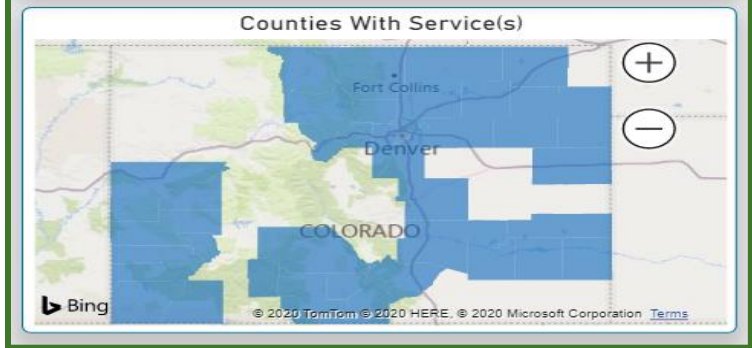 Counties With Service(s)
Fort Collins
Denver
COLORADO
Bing
© 2020 TomTom © 2020 HERE, © 2020 Microsoft Corporation Terms